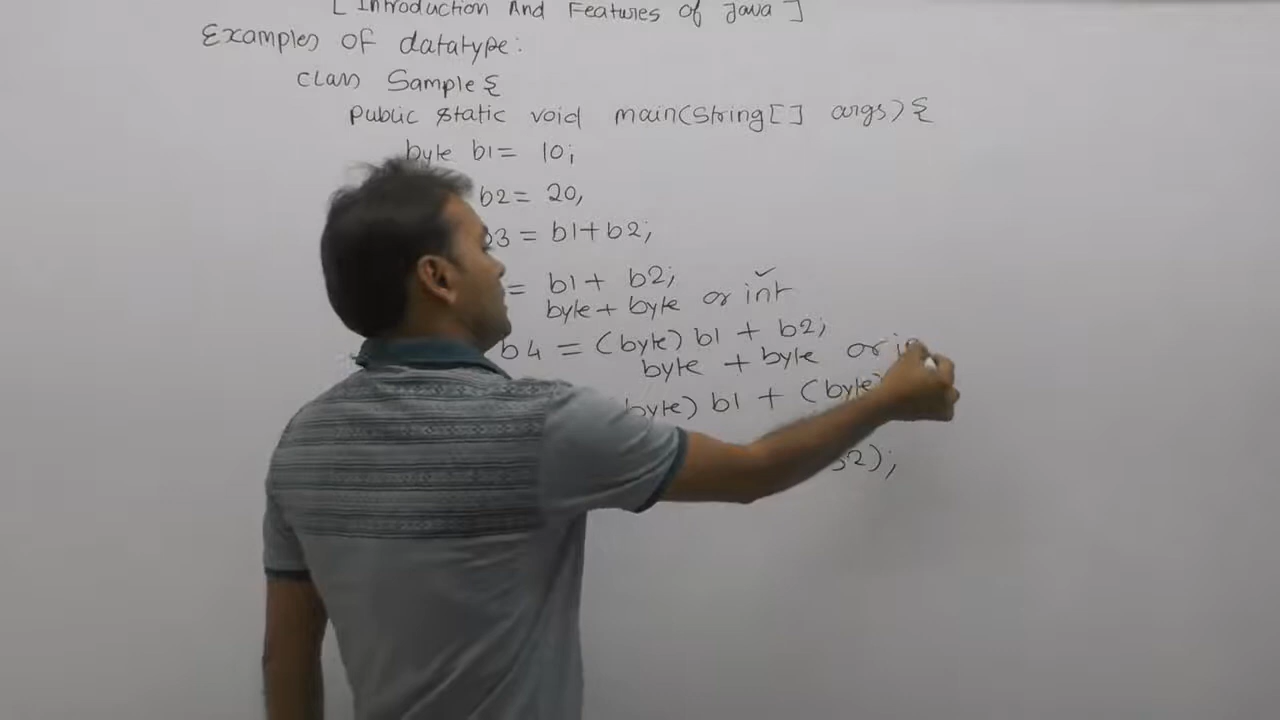 [ Introduction And Features of Java ]
Examples of datatype:
class Sample {
public static void main(String[] args) {
byte b1 = 10;
b2 = 20,
b3 = b1+b2;
= b1 + b2;
byte + byte or int
b4 = (byte) b1 + b2;
byte + byte or
byte) b1 + (byte)
b2);